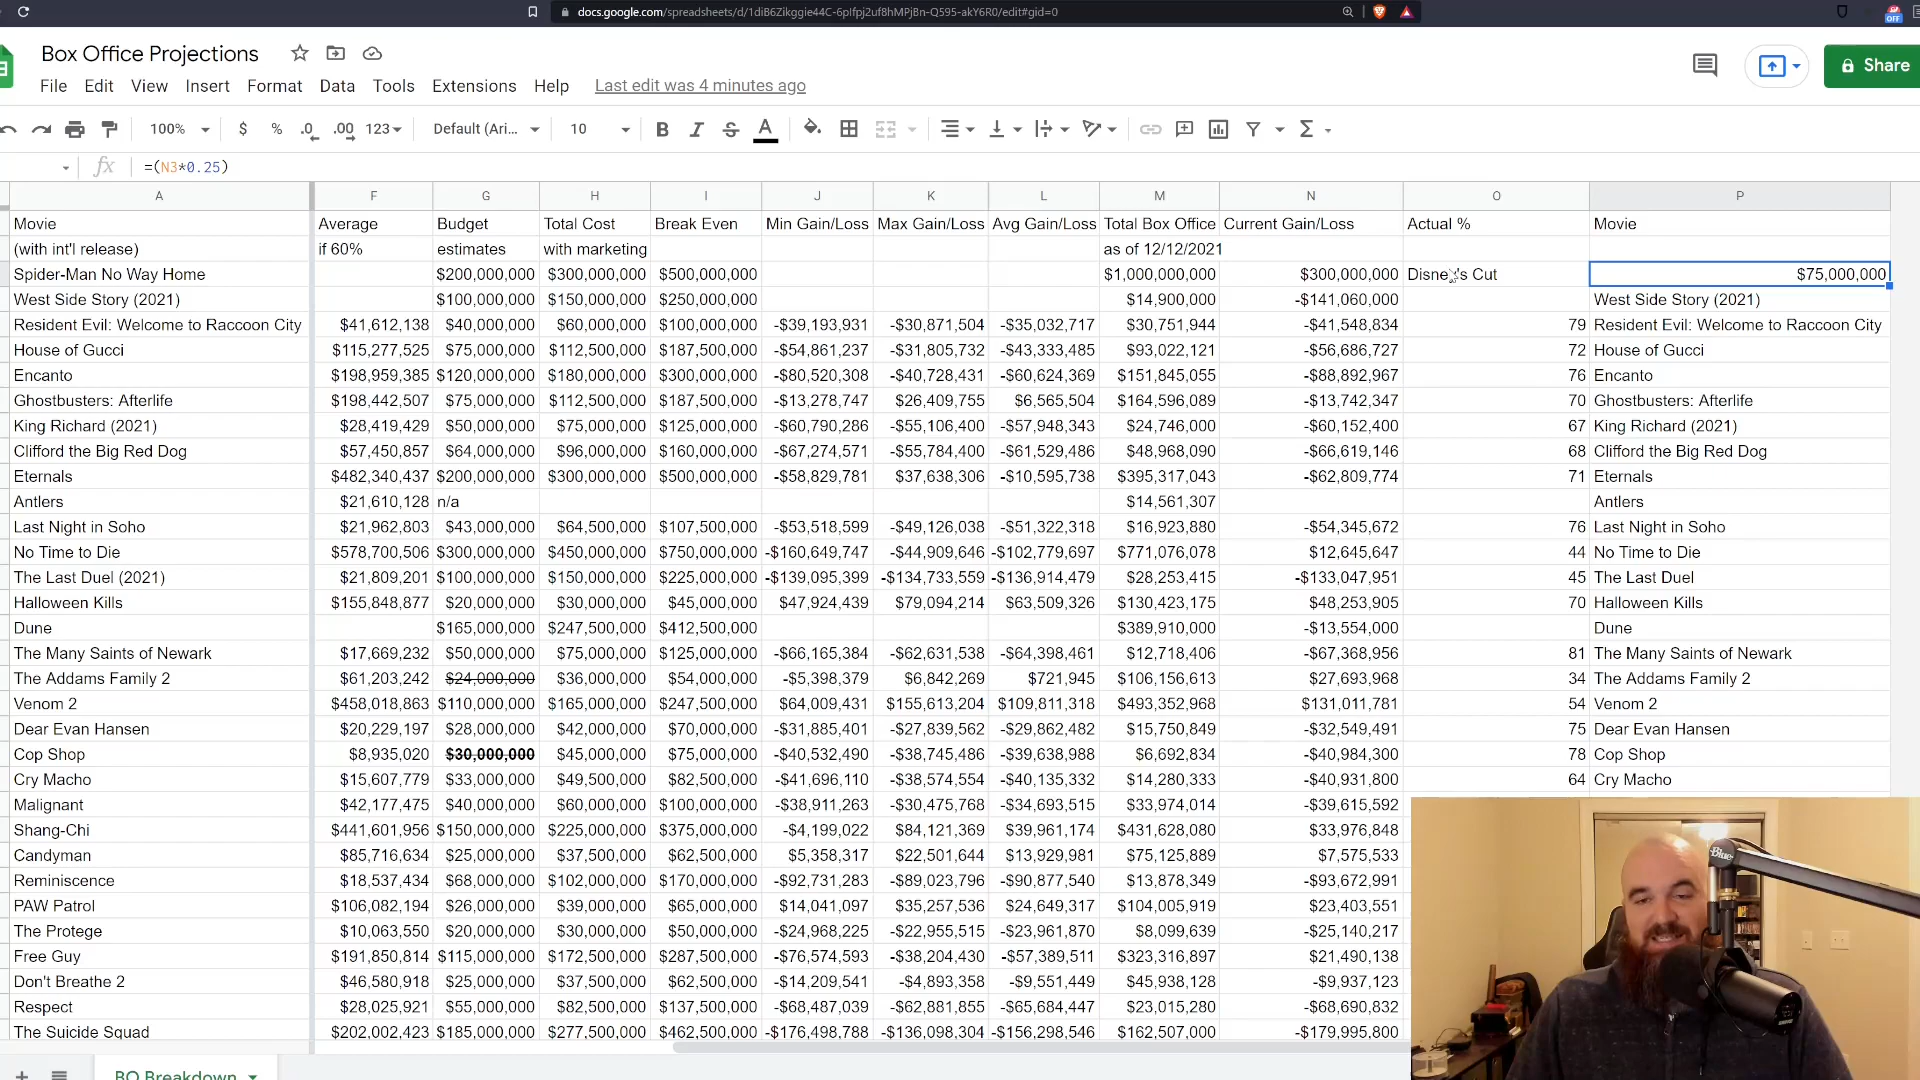 docs.google.com/spreadsheets/d/1diB6Zikggie44C-6pIfpj2uf8hMPjBn-Q595-akY6R0/edit#gid=0
OFF
Box Office Projections
Share
File Edit View Insert Format Data Tools Extensions Help Last edit was 4 minutes ago
100% $ % .0 .00 123 Default (Ari... 10 B I S A Σ
fx =(N3*0.25)
A F G H I J K L M N O P
Movie Average Budget Total Cost Break Even Min Gain/Loss Max Gain/Loss Avg Gain/Loss Total Box Office Current Gain/Loss Actual % Movie
(with int'l release) if 60% estimates with marketing as of 12/12/2021
Spider-Man No Way Home $200,000,000 $300,000,000 $500,000,000 $1,000,000,000 $300,000,000 Disney's Cut $75,000,000
West Side Story (2021) $100,000,000 $150,000,000 $250,000,000 $14,900,000 -$141,060,000 West Side Story (2021)
Resident Evil: Welcome to Raccoon City $41,612,138 $40,000,000 $60,000,000 $100,000,000 -$39,193,931 -$30,871,504 -$35,032,717 $30,751,944 -$41,548,834 79 Resident Evil: Welcome to Raccoon City
House of Gucci $115,277,525 $75,000,000 $112,500,000 $187,500,000 -$54,861,237 -$31,805,732 -$43,333,485 $93,022,121 -$56,686,727 72 House of Gucci
Encanto $198,959,385 $120,000,000 $180,000,000 $300,000,000 -$80,520,308 -$40,728,431 -$60,624,369 $151,845,055 -$88,892,967 76 Encanto
Ghostbusters: Afterlife $198,442,507 $75,000,000 $112,500,000 $187,500,000 -$13,278,747 $26,409,755 $6,565,504 $164,596,089 -$13,742,347 70 Ghostbusters: Afterlife
King Richard (2021) $28,419,429 $50,000,000 $75,000,000 $125,000,000 -$60,790,286 -$55,106,400 -$57,948,343 $24,746,000 -$60,152,400 67 King Richard (2021)
Clifford the Big Red Dog $57,450,857 $64,000,000 $96,000,000 $160,000,000 -$67,274,571 -$55,784,400 -$61,529,486 $48,968,090 -$66,619,146 68 Clifford the Big Red Dog
Eternals $482,340,437 $200,000,000 $300,000,000 $500,000,000 -$58,829,781 $37,638,306 -$10,595,738 $395,317,043 -$62,809,774 71 Eternals
Antlers $21,610,128 n/a $14,561,307 Antlers
Last Night in Soho $21,962,803 $43,000,000 $64,500,000 $107,500,000 -$53,518,599 -$49,126,038 -$51,322,318 $16,923,880 -$54,345,672 76 Last Night in Soho
No Time to Die $578,700,506 $300,000,000 $450,000,000 $750,000,000 -$160,649,747 -$44,909,646 -$102,779,697 $771,076,078 $12,645,647 44 No Time to Die
The Last Duel (2021) $21,809,201 $100,000,000 $150,000,000 $225,000,000 -$139,095,399 -$134,733,559 -$136,914,479 $28,253,415 -$133,047,951 45 The Last Duel
Halloween Kills $155,848,877 $20,000,000 $30,000,000 $45,000,000 $47,924,439 $79,094,214 $63,509,326 $130,423,175 $48,253,905 70 Halloween Kills
Dune $165,000,000 $247,500,000 $412,500,000 $389,910,000 -$13,554,000 Dune
The Many Saints of Newark $17,669,232 $50,000,000 $75,000,000 $125,000,000 -$66,165,384 -$62,631,538 -$64,398,461 $12,718,406 -$67,368,956 81 The Many Saints of Newark
The Addams Family 2 $61,203,242 $24,000,000 $36,000,000 $54,000,000 -$5,398,379 $6,842,269 $721,945 $106,156,613 $27,693,968 34 The Addams Family 2
Venom 2 $458,018,863 $110,000,000 $165,000,000 $247,500,000 $64,009,431 $155,613,204 $109,811,318 $493,352,968 $131,011,781 54 Venom 2
Dear Evan Hansen $20,229,197 $28,000,000 $42,000,000 $70,000,000 -$31,885,401 -$27,839,562 -$29,862,482 $15,750,849 -$32,549,491 75 Dear Evan Hansen
Cop Shop $8,935,020 $30,000,000 $45,000,000 $75,000,000 -$40,532,490 -$38,745,486 -$39,638,988 $6,692,834 -$40,984,300 78 Cop Shop
Cry Macho $15,607,779 $33,000,000 $49,500,000 $82,500,000 -$41,696,110 -$38,574,554 -$40,135,332 $14,280,333 -$40,931,800 64 Cry Macho
Malignant $42,177,475 $40,000,000 $60,000,000 $100,000,000 -$38,911,263 -$30,475,768 -$34,693,515 $33,974,014 -$39,615,592
Shang-Chi $441,601,956 $150,000,000 $225,000,000 $375,000,000 -$4,199,022 $84,121,369 $39,961,174 $431,628,080 $33,976,848
Candyman $85,716,634 $25,000,000 $37,500,000 $62,500,000 $5,358,317 $22,501,644 $13,929,981 $75,125,889 $7,575,533
Blue
Reminiscence $18,537,434 $68,000,000 $102,000,000 $170,000,000 -$92,731,283 -$89,023,796 -$90,877,540 $13,878,349 -$93,672,991
PAW Patrol $106,082,194 $26,000,000 $39,000,000 $65,000,000 $14,041,097 $35,257,536 $24,649,317 $104,005,919 $23,403,551
The Protege $10,063,550 $20,000,000 $30,000,000 $50,000,000 -$24,968,225 -$22,955,515 -$23,961,870 $8,099,639 -$25,140,217
Free Guy $191,850,814 $115,000,000 $172,500,000 $287,500,000 -$76,574,593 -$38,204,430 -$57,389,511 $323,316,897 $21,490,138
Don't Breathe 2 $46,580,918 $25,000,000 $37,500,000 $62,500,000 -$14,209,541 -$4,893,358 -$9,551,449 $45,938,128 -$9,937,123
Respect $28,025,921 $55,000,000 $82,500,000 $137,500,000 -$68,487,039 -$62,881,855 -$65,684,447 $23,015,280 -$68,690,832
The Suicide Squad $202,002,423 $185,000,000 $277,500,000 $462,500,000 -$176,498,788 -$136,098,304 -$156,298,546 $162,507,000 -$179,995,800
BO Breakdown